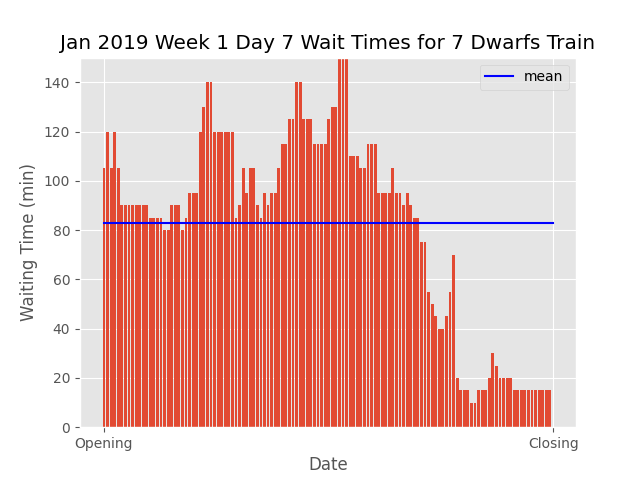 Jan 2019 Week 1 Day 7 Wait Times for 7 Dwarfs Train
mean
140
120
100
80
60
40
20
0
Waiting Time (min)
Opening
Closing
Date